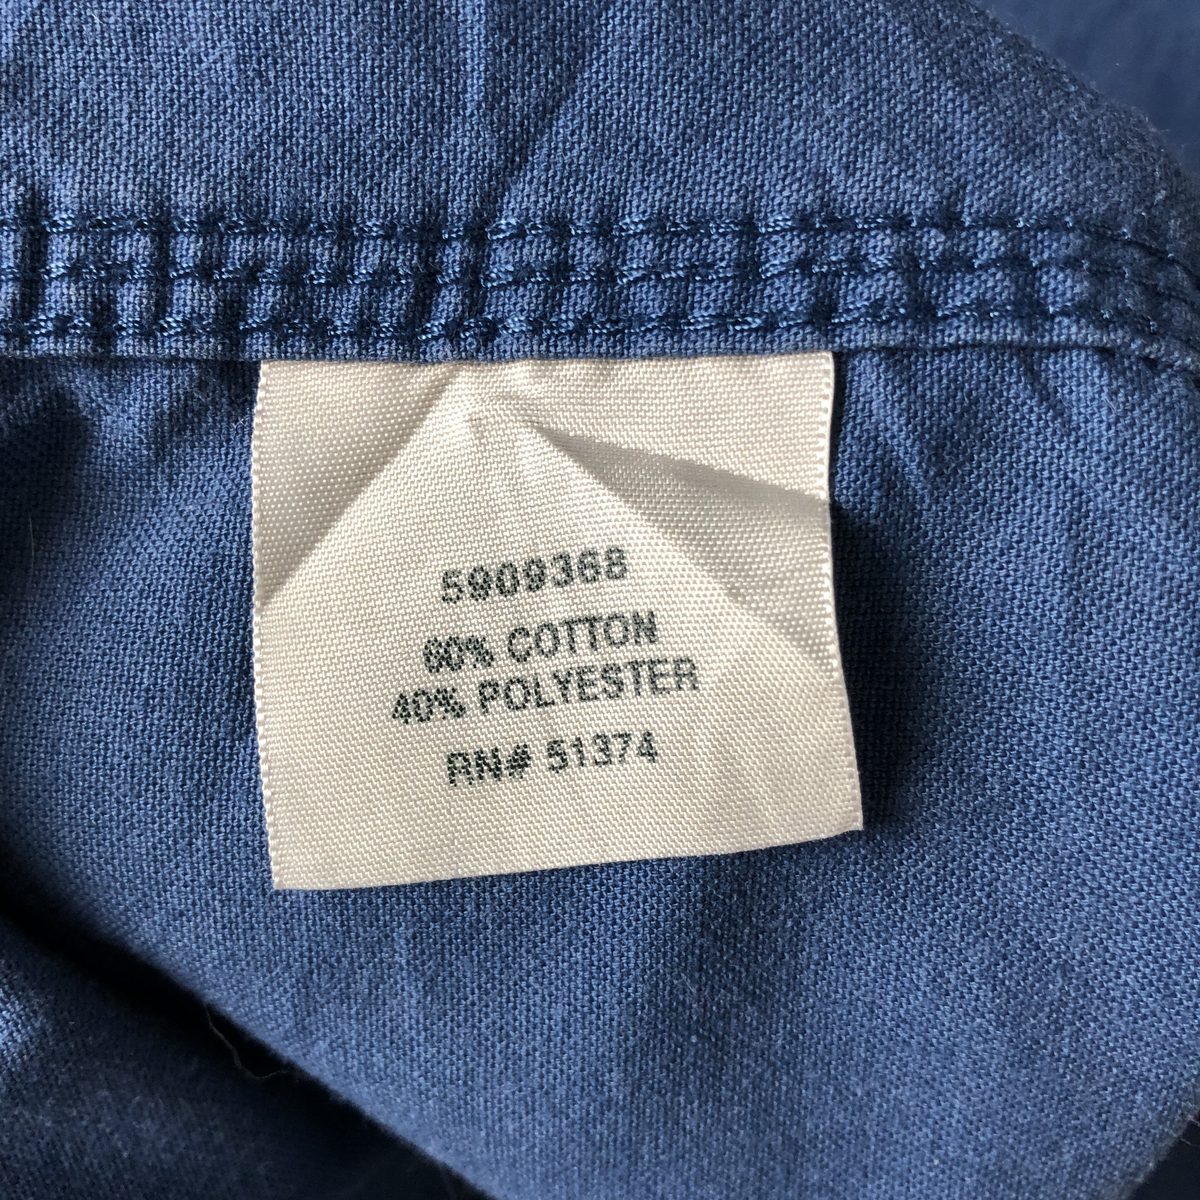 5909368
60% COTTON
40% POLYESTER
RN# 51374